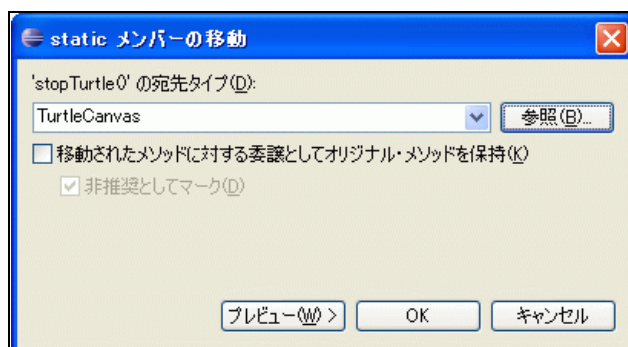 static メンバーの移動
'stopTurtle()' の宛先タイプ(D):
TurtleCanvas 参照(B)...
移動されたメソッドに対する委譲としてオリジナル・メソッドを保持(K)
非推奨としてマーク(D)
プレビュー(W) > OK キャンセル